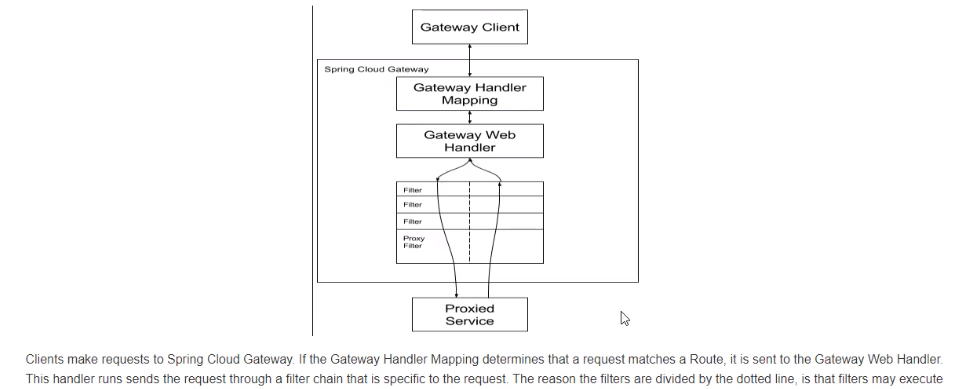 Gateway Client
Spring Cloud Gateway
Gateway Handler
Mapping
Gateway Web
Handler
Filter
Filter
Filter
Proxy
Filter
Proxied
Service
Clients make requests to Spring Cloud Gateway. If the Gateway Handler Mapping determines that a request matches a Route, it is sent to the Gateway Web Handler.
This handler runs sends the request through a filter chain that is specific to the request. The reason the filters are divided by the dotted line, is that filters may execute